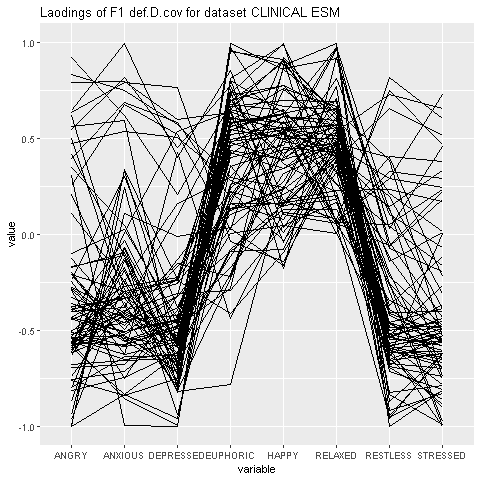 Laodings of F1 def.D.cov for dataset CLINICAL ESM
1.0
0.5
0.0
-0.5
-1.0
value
ANGRY ANXIOUS DEPRESSEDEUPHORIC HAPPY RELAXED RESTLESS STRESSED
variable